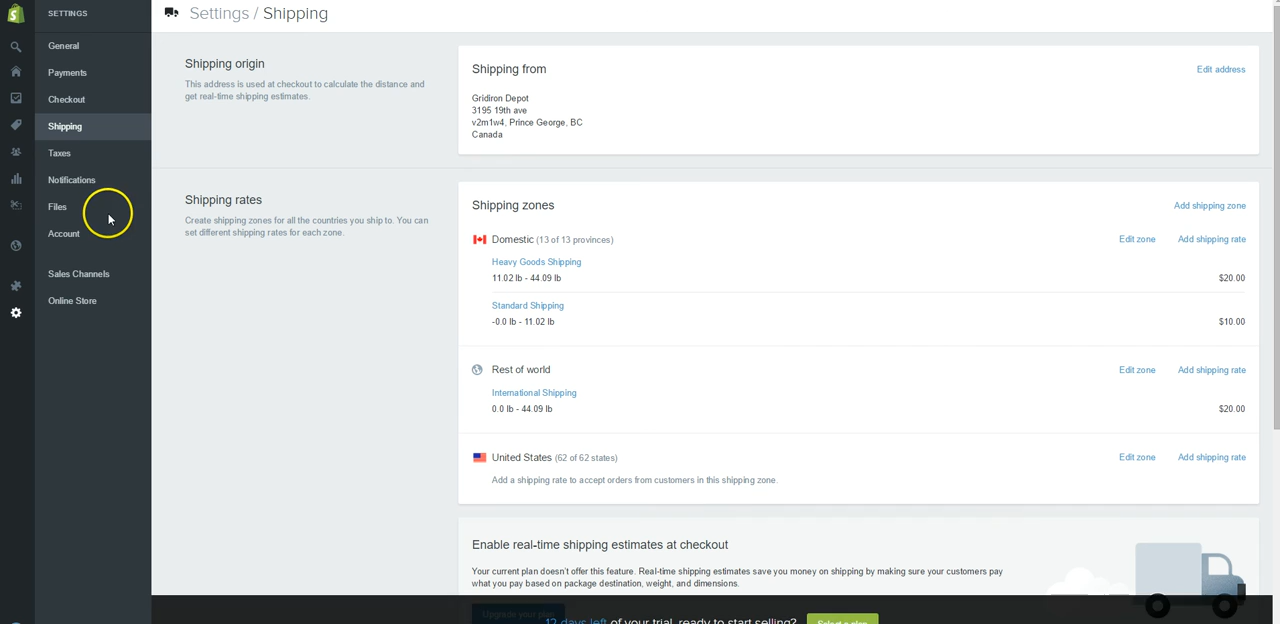 SETTINGS
Settings / Shipping
General
Payments
Checkout
Shipping
Taxes
Notifications
Files
Account
Sales Channels
Online Store
Shipping origin
This address is used at checkout to calculate the distance and
get real-time shipping estimates.
Shipping from
Edit address
Gridiron Depot
3195 19th ave
v2m1w4, Prince George, BC
Canada
Shipping rates
Create shipping zones for all the countries you ship to. You can
set different shipping rates for each zone.
Shipping zones
Add shipping zone
Domestic (13 of 13 provinces)
Edit zone
Add shipping rate
Heavy Goods Shipping
11.02 lb - 44.09 lb
$20.00
Standard Shipping
-0.0 lb - 11.02 lb
$10.00
Rest of world
Edit zone
Add shipping rate
International Shipping
0.0 lb - 44.09 lb
$20.00
United States (62 of 62 states)
Edit zone
Add shipping rate
Add a shipping rate to accept orders from customers in this shipping zone.
Enable real-time shipping estimates at checkout
Your current plan doesn't offer this feature. Real-time shipping estimates save you money on shipping by making sure your customers pay
what you pay based on package destination, weight, and dimensions.
Upgrade your plan
12 days left of your trial, ready to start selling?
Select a plan